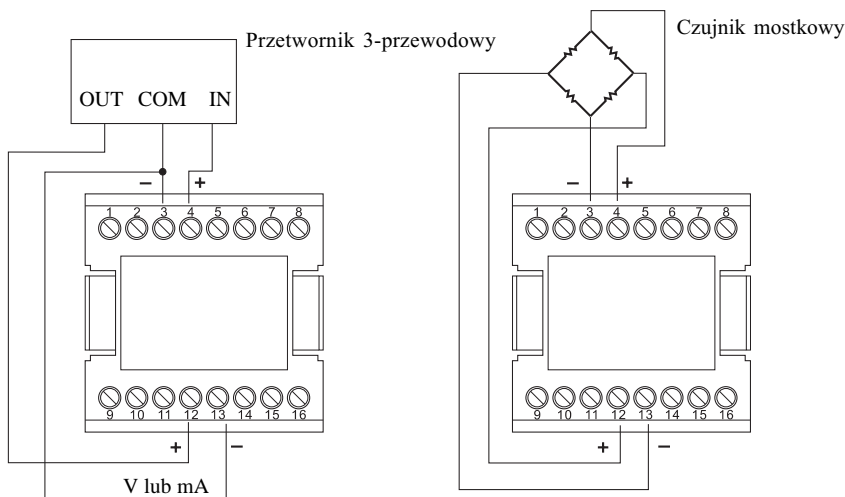 Przetwornik 3-przewodowy
OUT COM IN
− +
1 2 3 4 5 6 7 8
9 10 11 12 13 14 15 16
+ −
V lub mA
Czujnik mostkowy
− +
1 2 3 4 5 6 7 8
9 10 11 12 13 14 15 16
+ −